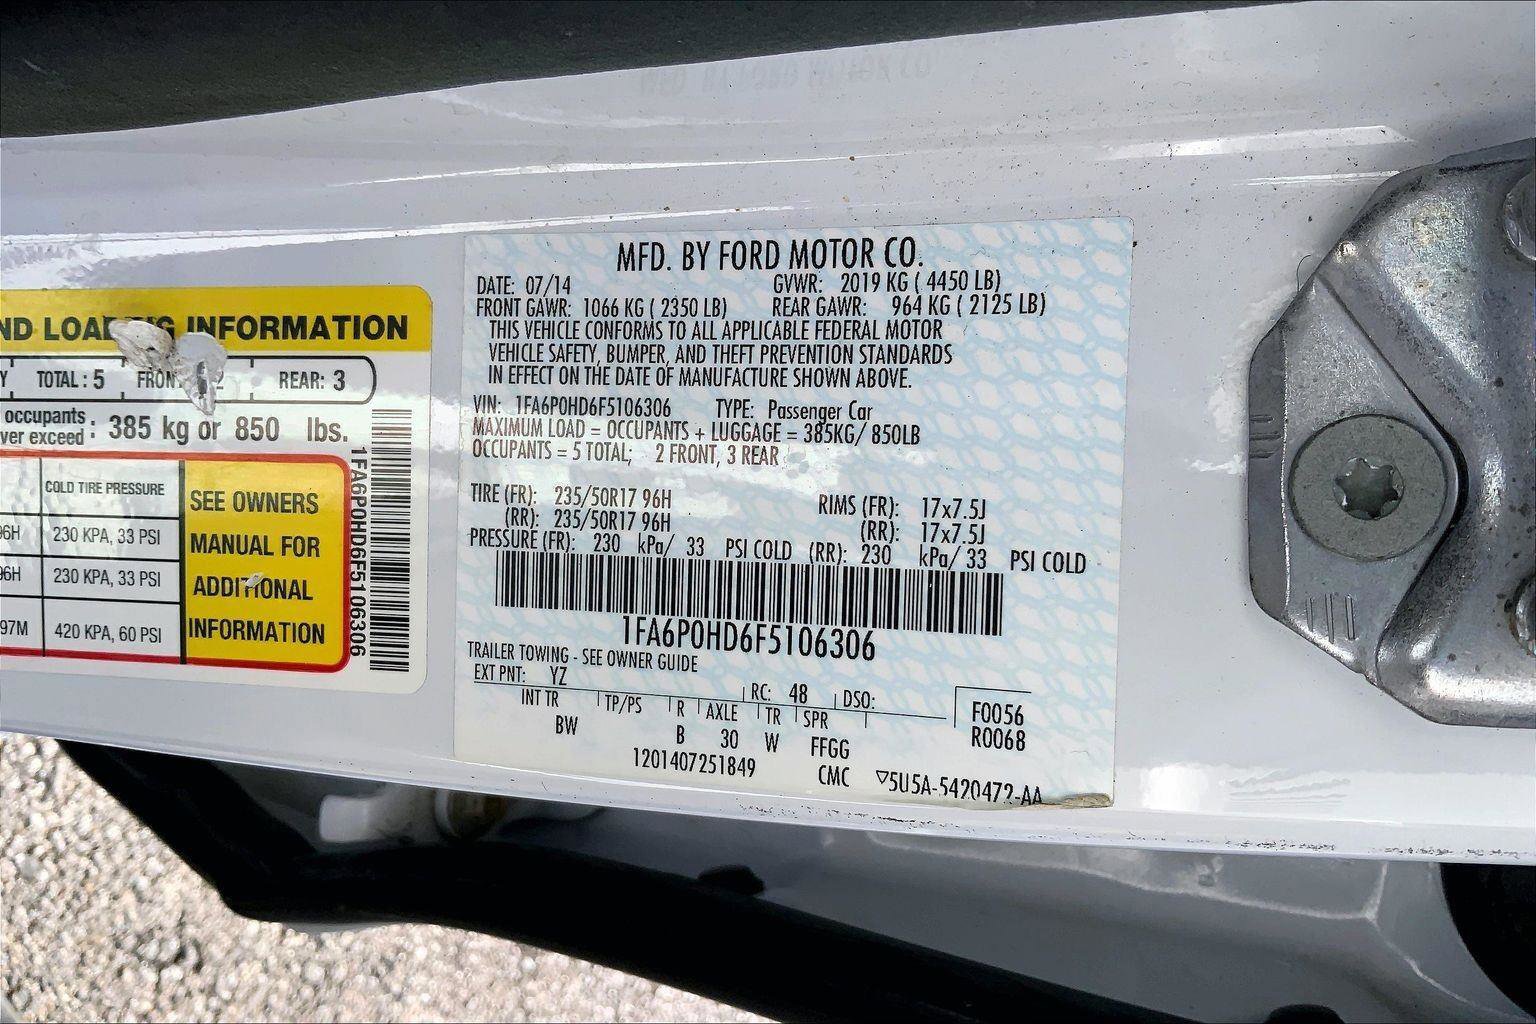 ND LOADING INFORMATION
Y TOTAL: 5 FRONT: 2 REAR: 3
occupants
ver exceed : 385 kg or 850 lbs.
COLD TIRE PRESSURE
96H 230 KPA, 33 PSI
96H 230 KPA, 33 PSI
97M 420 KPA, 60 PSI
SEE OWNERS
MANUAL FOR
ADDITIONAL
INFORMATION
1FA6P0HD6F5106306
MFD. BY FORD MOTOR CO.
DATE: 07/14 GVWR: 2019 KG ( 4450 LB)
FRONT GAWR: 1066 KG ( 2350 LB) REAR GAWR: 964 KG ( 2125 LB)
THIS VEHICLE CONFORMS TO ALL APPLICABLE FEDERAL MOTOR
VEHICLE SAFETY, BUMPER, AND THEFT PREVENTION STANDARDS
IN EFFECT ON THE DATE OF MANUFACTURE SHOWN ABOVE.
VIN: 1FA6P0HD6F5106306 TYPE: Passenger Car
MAXIMUM LOAD = OCCUPANTS + LUGGAGE = 385KG/ 850LB
OCCUPANTS = 5 TOTAL; 2 FRONT, 3 REAR
TIRE (FR): 235/50R17 96H RIMS (FR): 17x7.5J
(RR): 235/50R17 96H (RR): 17x7.5J
PRESSURE (FR): 230 kPa/ 33 PSI COLD (RR): 230 kPa/ 33 PSI COLD
1FA6P0HD6F5106306
TRAILER TOWING - SEE OWNER GUIDE
EXT PNT: YZ RC: 48 DSO:
INT TR TP/PS R AXLE TR SPR F0056
BW B 30 W FFGG R0068
1201407251849 CMC ▽5U5A-5420472-AA